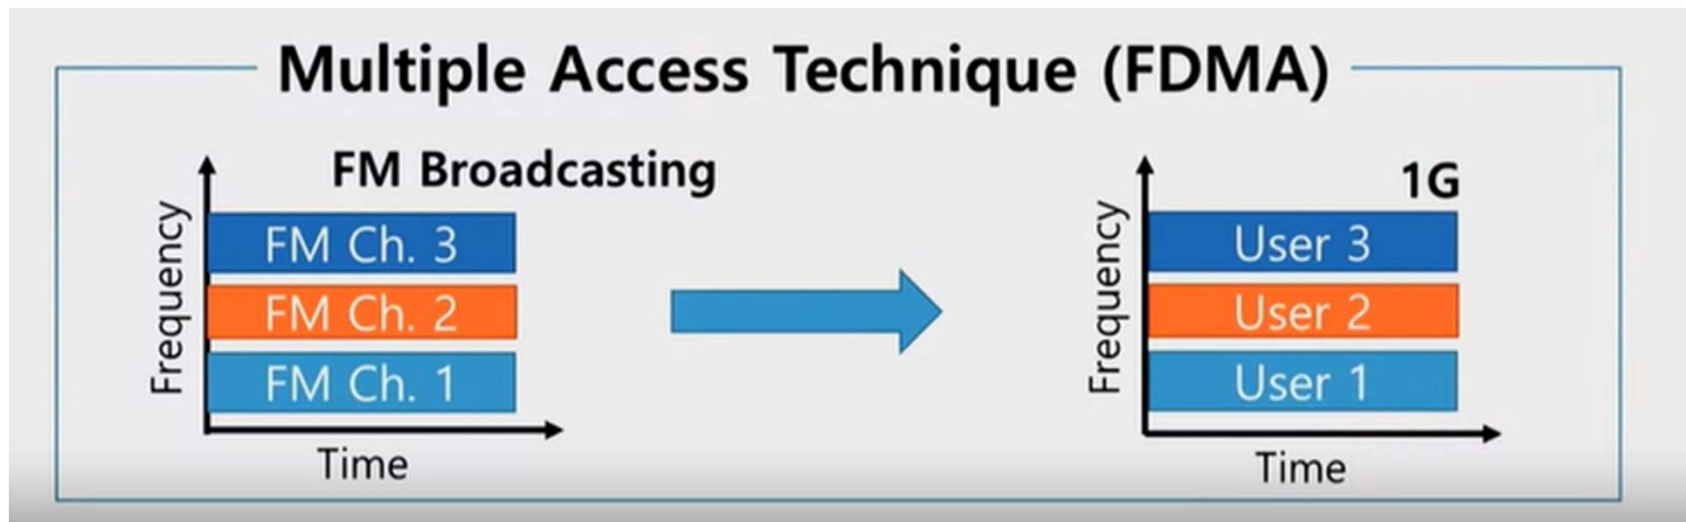 Multiple Access Technique (FDMA)
FM Broadcasting
Frequency
FM Ch. 3
FM Ch. 2
FM Ch. 1
Time
1G
Frequency
User 3
User 2
User 1
Time